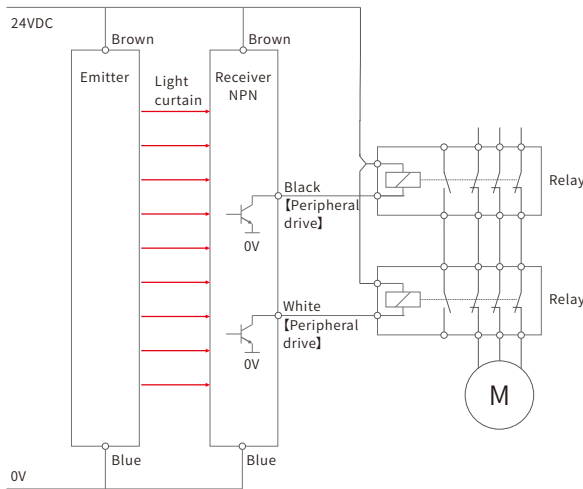 24VDC
Brown
Brown
Emitter
Light
curtain
Receiver
NPN
Black
【Peripheral
drive】
0V
Relay
White
【Peripheral
drive】
0V
Relay
M
Blue
Blue
0V